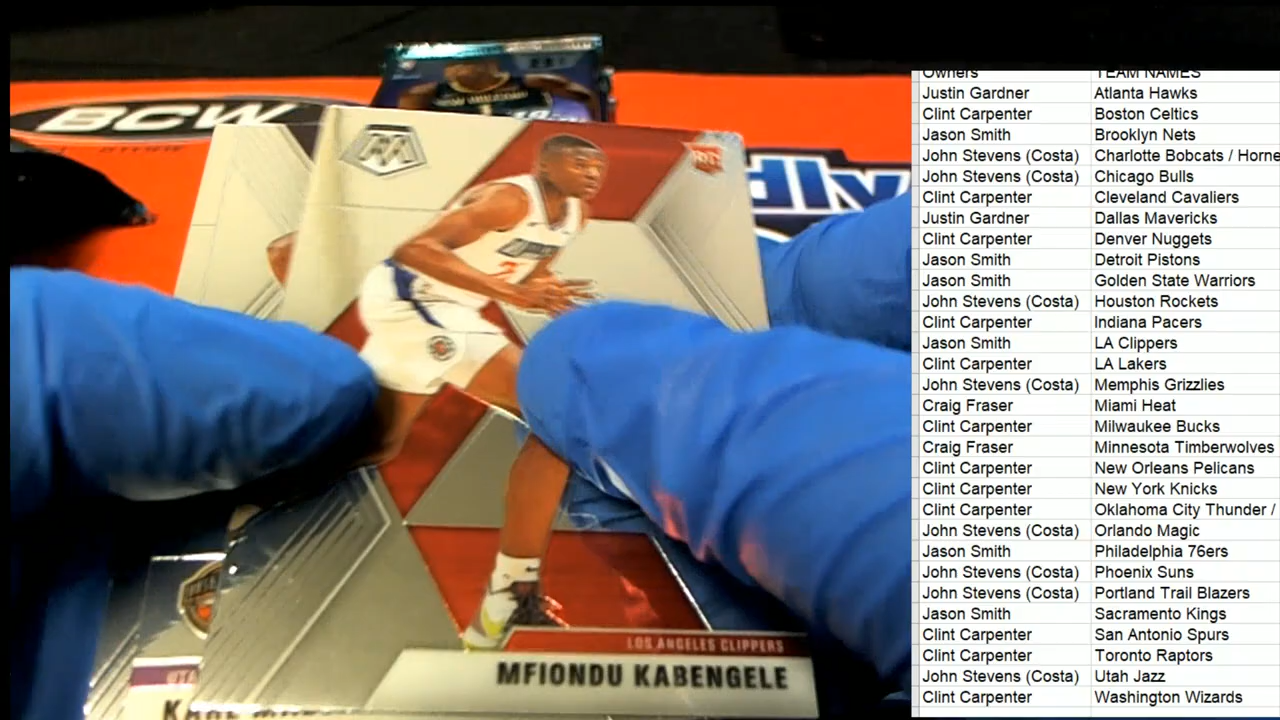 BCW
dly
RC
CLIPPERS
LOS ANGELES CLIPPERS
MFIONDU KABENGELE
KARL
Owners TEAM NAMES
Justin Gardner Atlanta Hawks
Clint Carpenter Boston Celtics
Jason Smith Brooklyn Nets
John Stevens (Costa) Charlotte Bobcats / Horne
John Stevens (Costa) Chicago Bulls
Clint Carpenter Cleveland Cavaliers
Justin Gardner Dallas Mavericks
Clint Carpenter Denver Nuggets
Jason Smith Detroit Pistons
Jason Smith Golden State Warriors
John Stevens (Costa) Houston Rockets
Clint Carpenter Indiana Pacers
Jason Smith LA Clippers
Clint Carpenter LA Lakers
John Stevens (Costa) Memphis Grizzlies
Craig Fraser Miami Heat
Clint Carpenter Milwaukee Bucks
Craig Fraser Minnesota Timberwolves
Clint Carpenter New Orleans Pelicans
Clint Carpenter New York Knicks
Clint Carpenter Oklahoma City Thunder /
John Stevens (Costa) Orlando Magic
Jason Smith Philadelphia 76ers
John Stevens (Costa) Phoenix Suns
John Stevens (Costa) Portland Trail Blazers
Jason Smith Sacramento Kings
Clint Carpenter San Antonio Spurs
Clint Carpenter Toronto Raptors
John Stevens (Costa) Utah Jazz
Clint Carpenter Washington Wizards